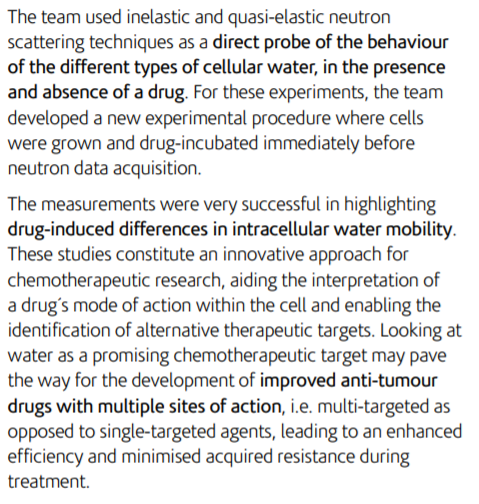 The team used inelastic and quasi-elastic neutron
scattering techniques as a direct probe of the behaviour
of the different types of cellular water, in the presence
and absence of a drug. For these experiments, the team
developed a new experimental procedure where cells
were grown and drug-incubated immediately before
neutron data acquisition.
The measurements were very successful in highlighting
drug-induced differences in intracellular water mobility.
These studies constitute an innovative approach for
chemotherapeutic research, aiding the interpretation of
a drug´s mode of action within the cell and enabling the
identification of alternative therapeutic targets. Looking at
water as a promising chemotherapeutic target may pave
the way for the development of improved anti-tumour
drugs with multiple sites of action, i.e. multi-targeted as
opposed to single-targeted agents, leading to an enhanced
efficiency and minimised acquired resistance during
treatment.